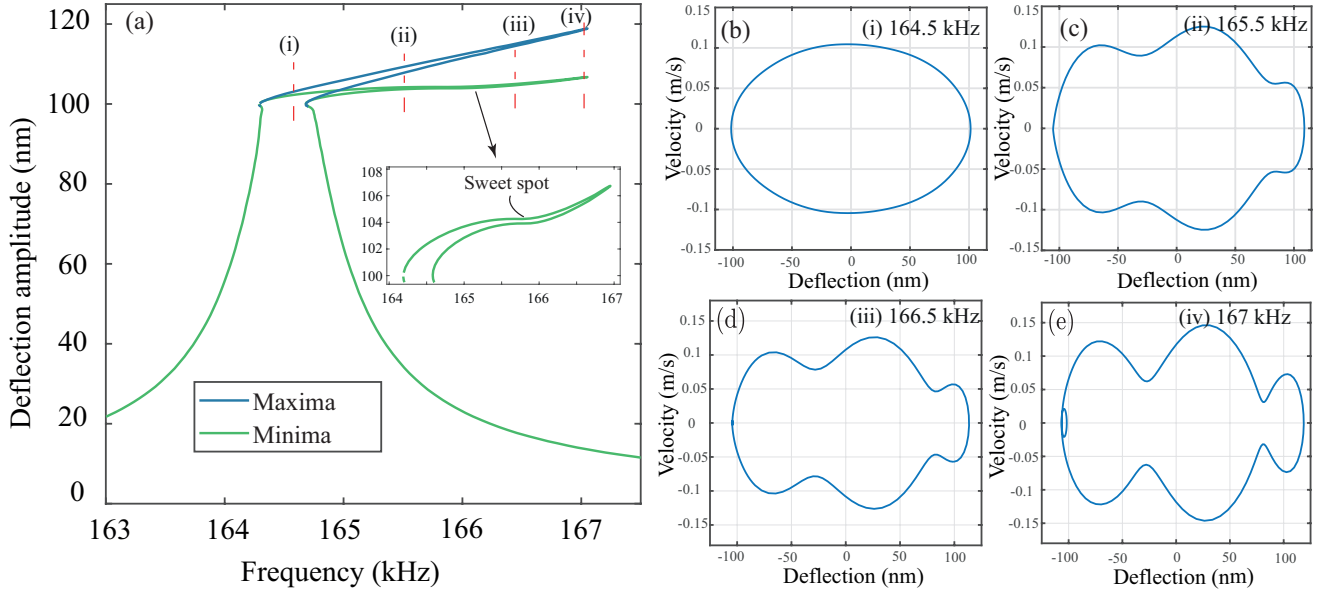 (a)
(i)
(ii)
(iii)
(iv)
Deflection amplitude (nm)
120
100
80
60
40
20
0
163
164
165
166
167
Frequency (kHz)
Maxima
Minima
Sweet spot
108
106
104
102
100
164
165
166
167
(b)
(i) 164.5 kHz
Velocity (m/s)
0.15
0.1
0.05
0
-0.05
-0.1
-0.15
-100
-50
0
50
100
Deflection (nm)
(c)
(ii) 165.5 kHz
Velocity (m/s)
0.15
0.1
0.05
0
-0.05
-0.1
-0.15
-100
-50
0
50
100
Deflection (nm)
(d)
(iii) 166.5 kHz
Velocity (m/s)
0.15
0.1
0.05
0
-0.05
-0.1
-0.15
-100
-50
0
50
100
Deflection (nm)
(e)
(iv) 167 kHz
Velocity (m/s)
0.15
0.1
0.05
0
-0.05
-0.1
-0.15
-100
-50
0
50
100
Deflection (nm)